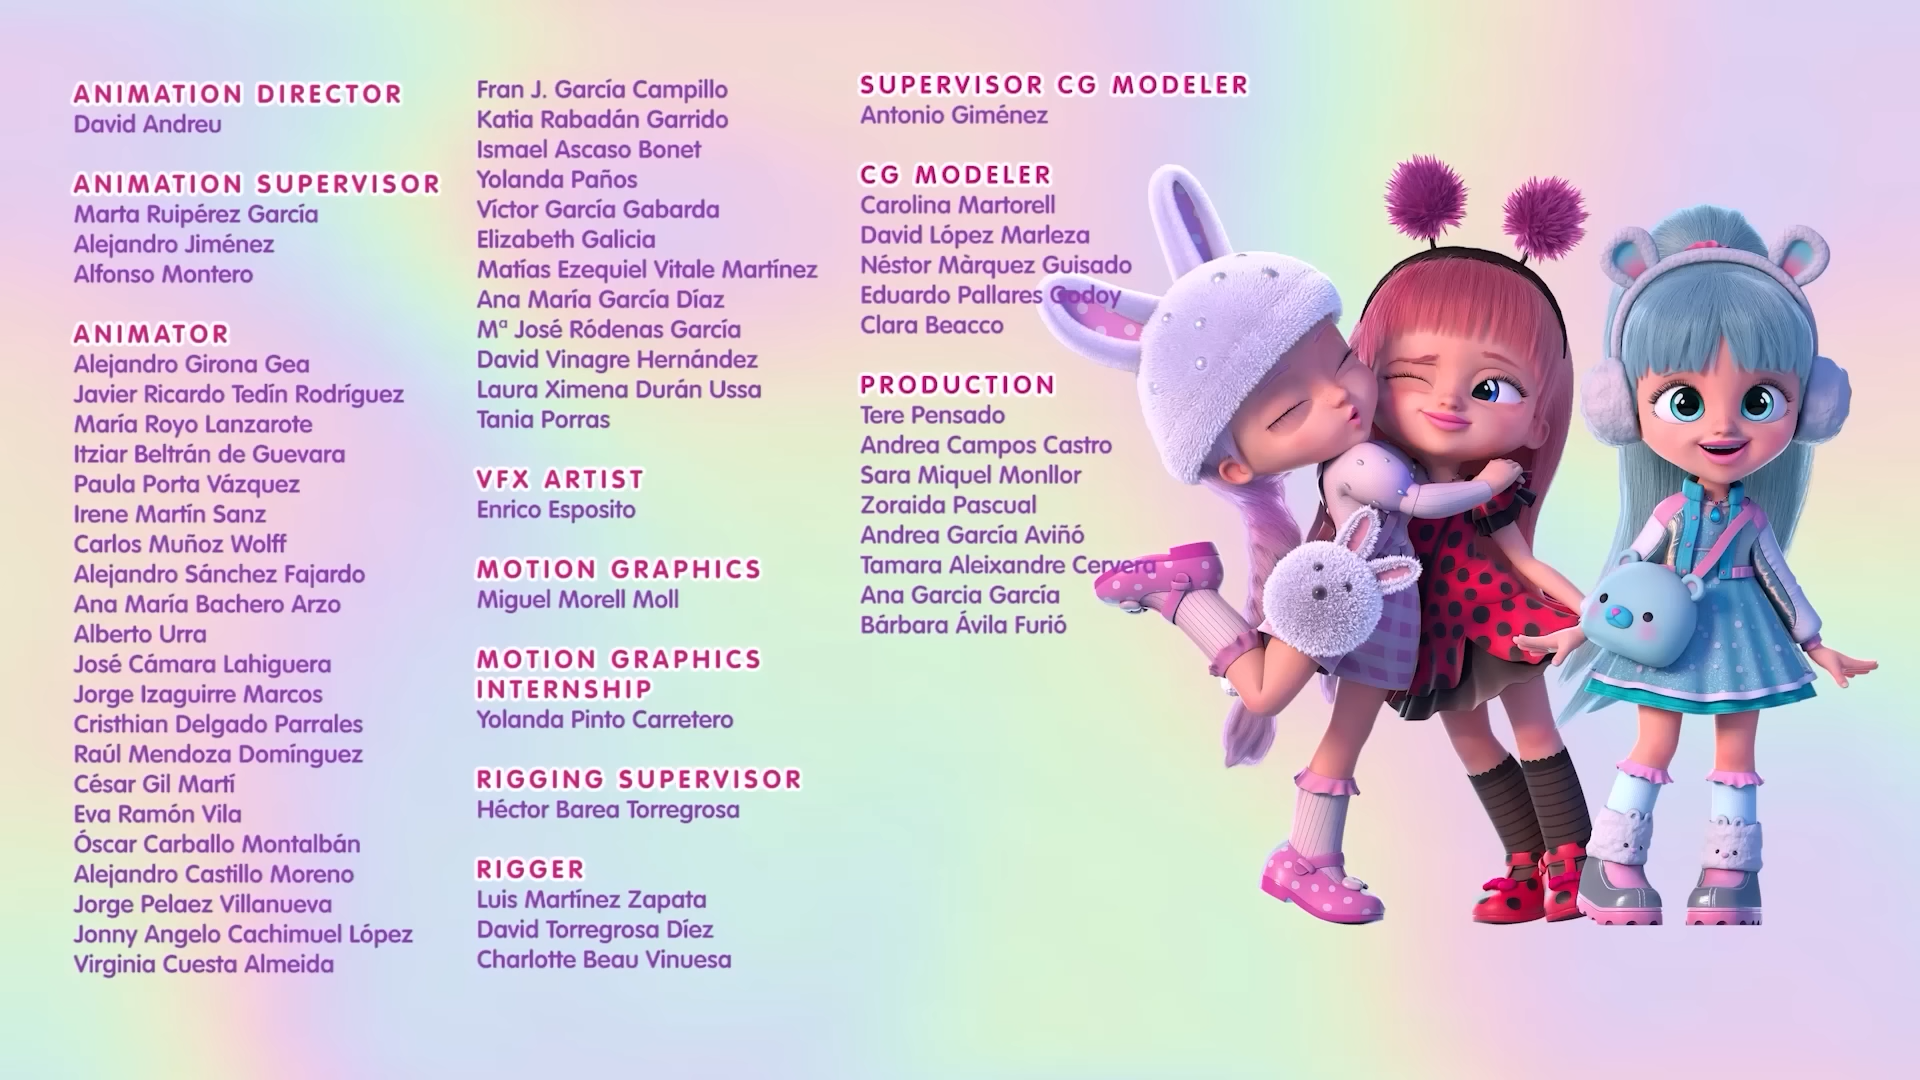 ANIMATION DIRECTOR
David Andreu
ANIMATION SUPERVISOR
Marta Ruipérez García
Alejandro Jiménez
Alfonso Montero
ANIMATOR
Alejandro Girona Gea
Javier Ricardo Tedín Rodríguez
María Royo Lanzarote
Itziar Beltrán de Guevara
Paula Porta Vázquez
Irene Martín Sanz
Carlos Muñoz Wolff
Alejandro Sánchez Fajardo
Ana María Bachero Arzo
Alberto Urra
José Cámara Lahiguera
Jorge Izaguirre Marcos
Cristhian Delgado Parrales
Raúl Mendoza Domínguez
César Gil Martí
Eva Ramón Vila
Óscar Carballo Montalbán
Alejandro Castillo Moreno
Jorge Pelaez Villanueva
Jonny Angelo Cachimuel López
Virginia Cuesta Almeida
Fran J. García Campillo
Katia Rabadán Garrido
Ismael Ascaso Bonet
Yolanda Paños
Víctor García Gabarda
Elizabeth Galicia
Matías Ezequiel Vitale Martínez
Ana María García Díaz
Mª José Ródenas García
David Vinagre Hernández
Laura Ximena Durán Ussa
Tania Porras
VFX ARTIST
Enrico Esposito
MOTION GRAPHICS
Miguel Morell Moll
MOTION GRAPHICS
INTERNSHIP
Yolanda Pinto Carretero
RIGGING SUPERVISOR
Héctor Barea Torregrosa
RIGGER
Luis Martínez Zapata
David Torregrosa Díez
Charlotte Beau Vinuesa
SUPERVISOR CG MODELER
Antonio Giménez
CG MODELER
Carolina Martorell
David López Marleza
Néstor Màrquez Guisado
Eduardo Pallares Godoy
Clara Beacco
PRODUCTION
Tere Pensado
Andrea Campos Castro
Sara Miquel Monllor
Zoraida Pascual
Andrea García Aviñó
Tamara Aleixandre Cervera
Ana Garcia García
Bárbara Ávila Furió